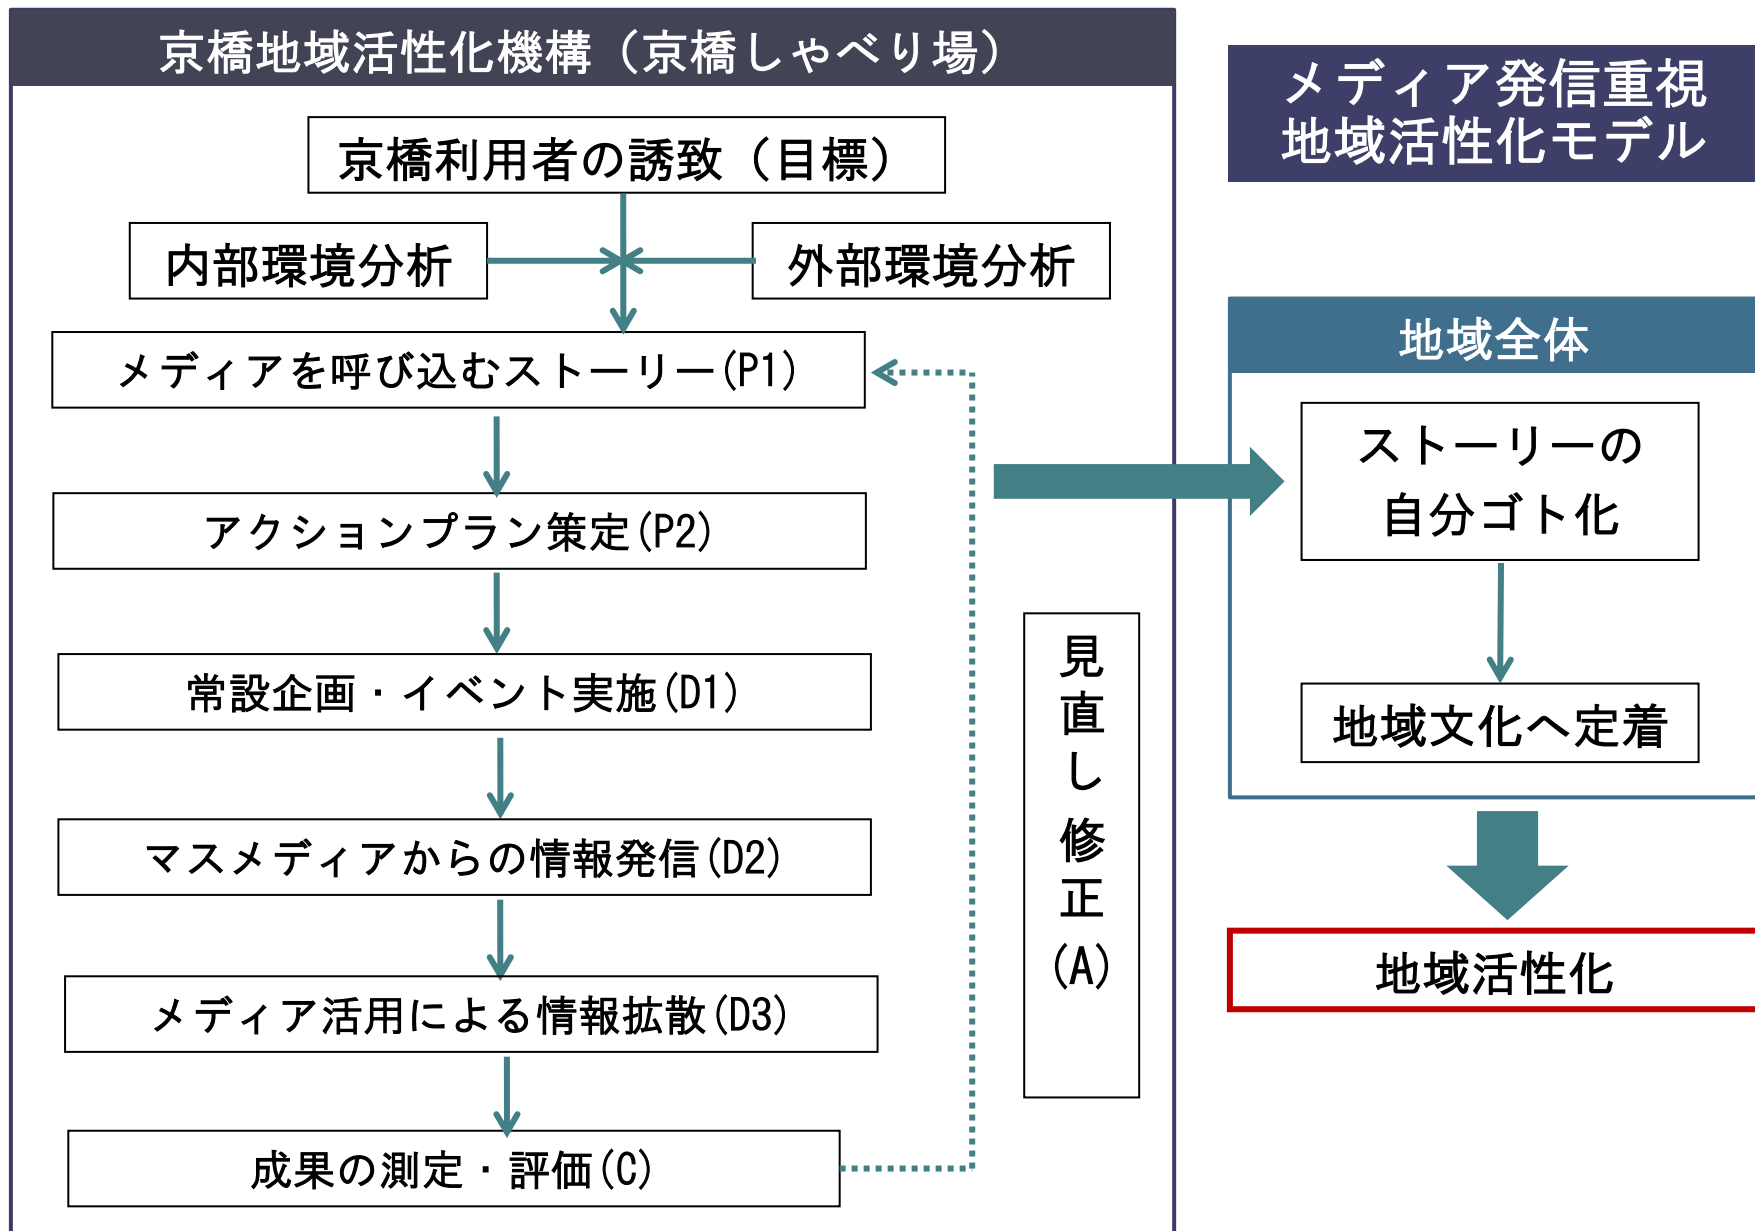 京橋地域活性化機構（京橋しゃべり場）
京橋利用者の誘致（目標）
内部環境分析
外部環境分析
メディアを呼び込むストーリー(P1)
アクションプラン策定(P2)
常設企画・イベント実施(D1)
マスメディアからの情報発信(D2)
メディア活用による情報拡散(D3)
成果の測定・評価(C)
見直し修正(A)
メディア発信重視
地域活性化モデル
地域全体
ストーリーの
自分ゴト化
地域文化へ定着
地域活性化